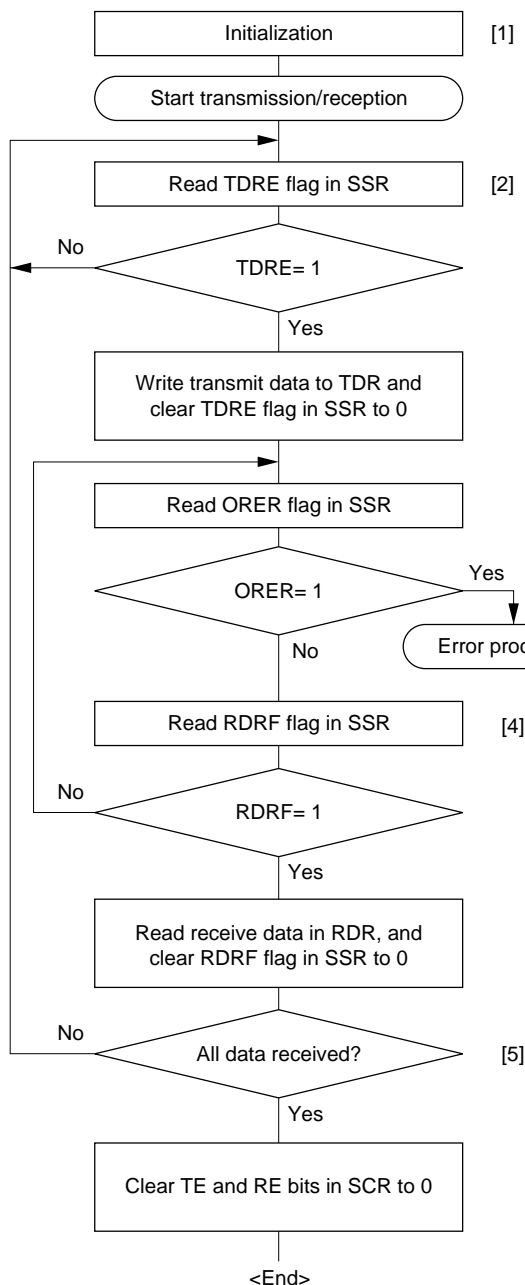 Initialization
[1]
Start transmission/reception
Read TDRE flag in SSR
[2]
No
TDRE= 1
Yes
Write transmit data to TDR and
clear TDRE flag in SSR to 0
Read ORER flag in SSR
Yes
ORER= 1
No
Error
Read RDRF flag in SSR
[4]
No
RDRF= 1
Yes
Read receive data in RDR, and
clear RDRF flag in SSR to 0
No
All data received?
[5]
Yes
Clear TE and RE bits in SCR to 0
<End>